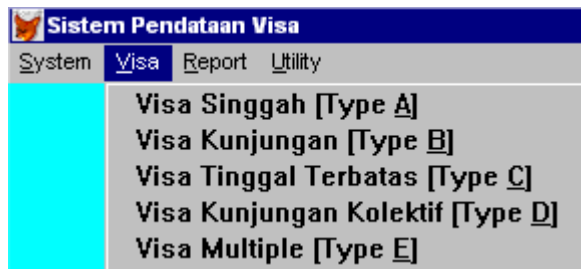 Sistem Pendataan Visa
System Visa Report Utility
Visa Singgah [Type A]
Visa Kunjungan [Type B]
Visa Tinggal Terbatas [Type C]
Visa Kunjungan Kolektif [Type D]
Visa Multiple [Type E]